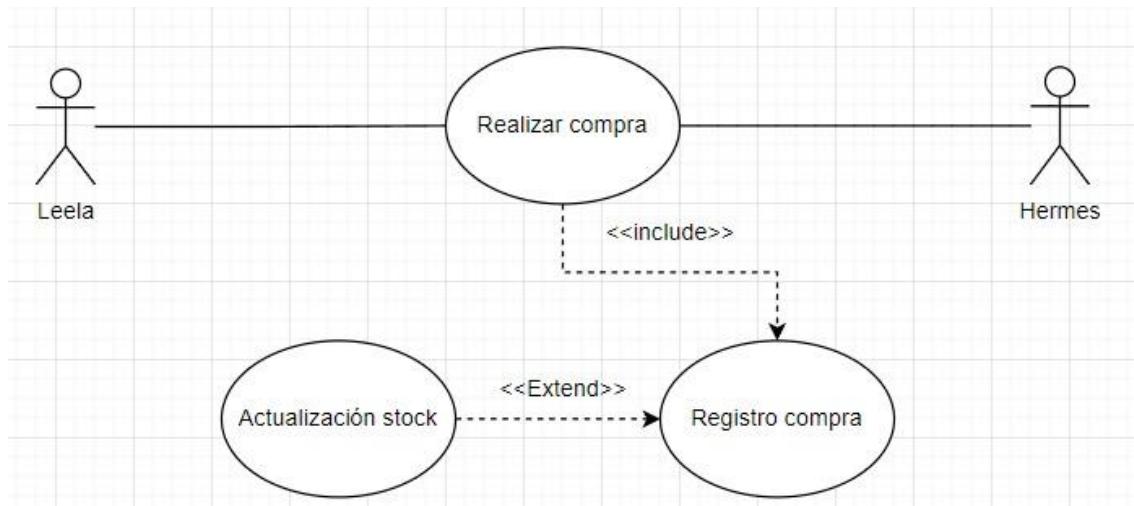 Realizar compra
Leela
Hermes
<<include>>
<<Extend>>
Actualización stock
Registro compra